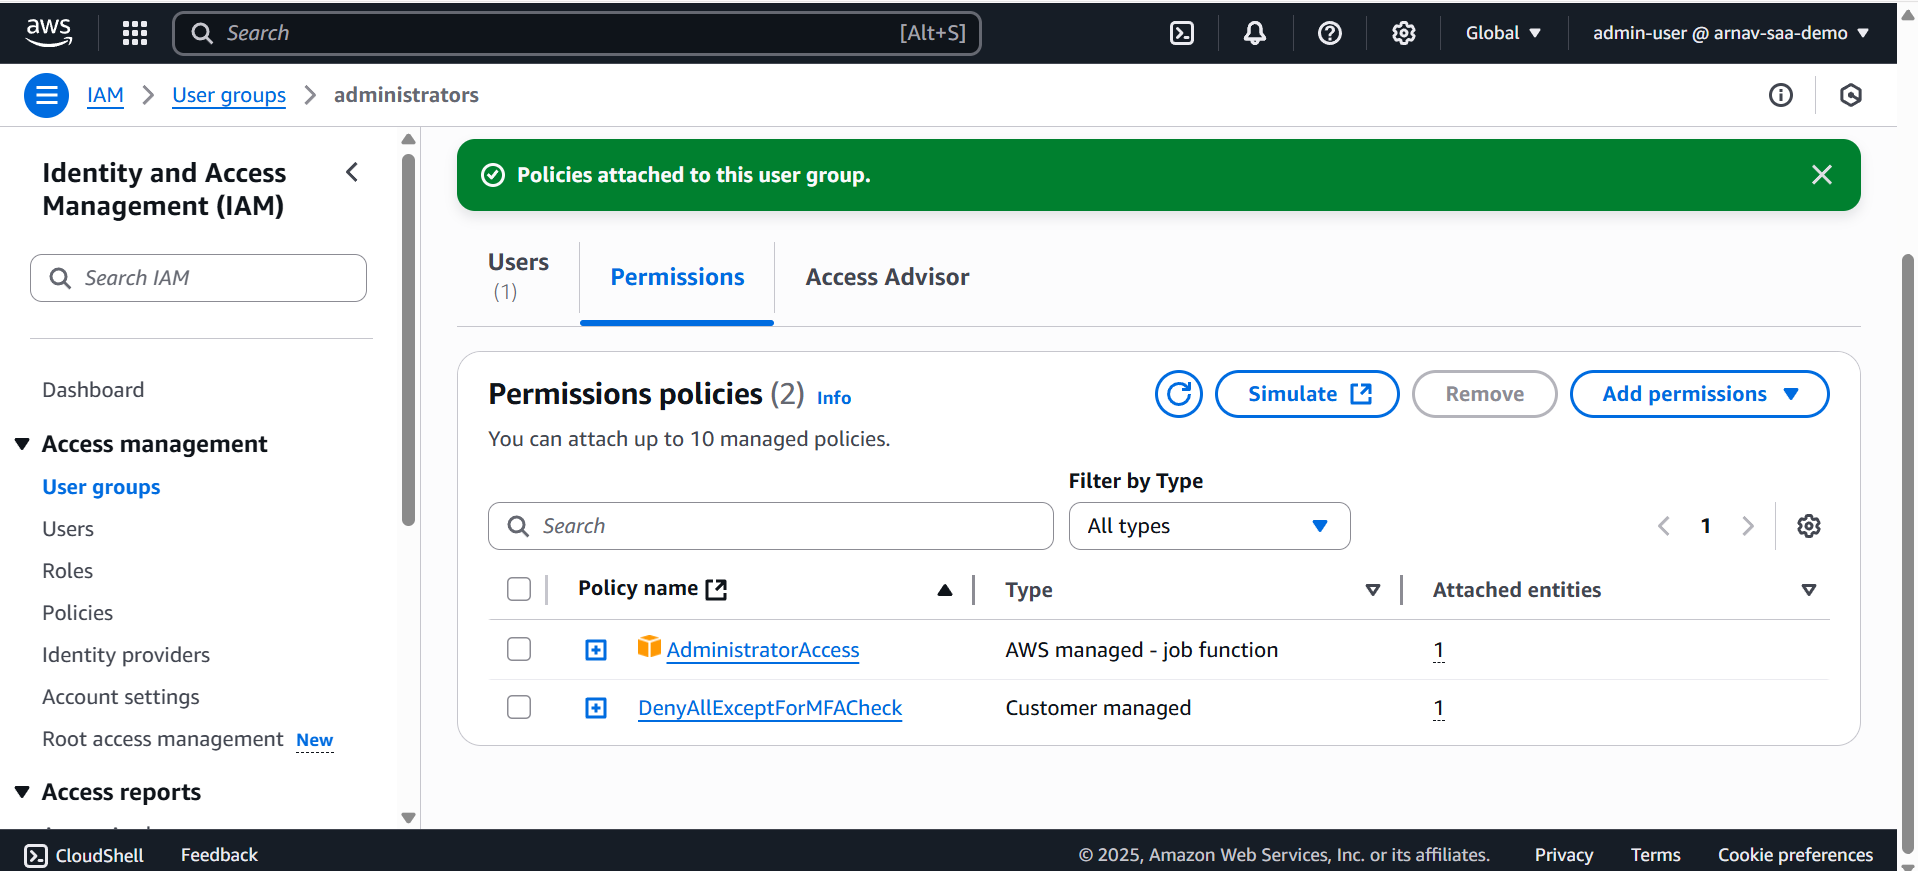 aws
Search [Alt+S]
Global
admin-user @ arnav-saa-demo
IAM
User groups
administrators
Identity and Access
Management (IAM)
Search IAM
Dashboard
Access management
User groups
Users
Roles
Policies
Identity providers
Account settings
Root access management New
Access reports
Policies attached to this user group.
Users
(1)
Permissions
Access Advisor
Permissions policies (2) Info
You can attach up to 10 managed policies.
Simulate
Remove
Add permissions
Filter by Type
Search
All types
1
Policy name Type Attached entities
AdministratorAccess AWS managed - job function 1
DenyAllExceptForMFACheck Customer managed 1
CloudShell Feedback © 2025, Amazon Web Services, Inc. or its affiliates. Privacy Terms Cookie preferences